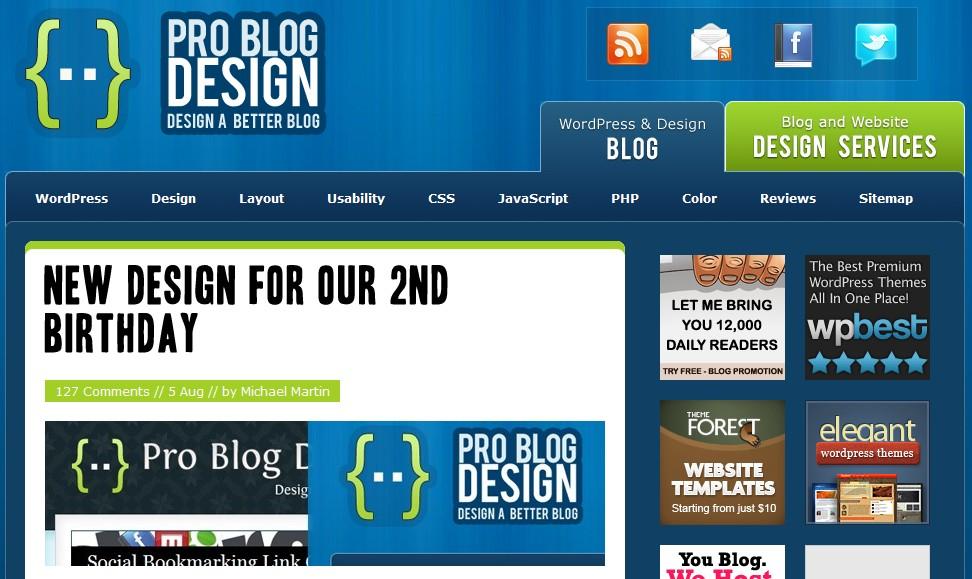 PRO BLOG
DESIGN
DESIGN A BETTER BLOG
WordPress & Design
BLOG
Blog and Website
DESIGN SERVICES
WordPress
Design
Layout
Usability
CSS
JavaScript
PHP
Color
Reviews
Sitemap
NEW DESIGN FOR OUR 2ND
BIRTHDAY
127 Comments // 5 Aug // by Michael Martin
Pro Blog D
Desig
Social Bookmarking Link
PRO BLOG
DESIGN
DESIGN A BETTER BLOG
LET ME BRING
YOU 12,000
DAILY READERS
TRY FREE - BLOG PROMOTION
The Best Premium
WordPress Themes
All In One Place!
wpbest
THEME
FOREST
WEBSITE
TEMPLATES
Starting from just $10
elegant
wordpress themes
You Blog.
We Host